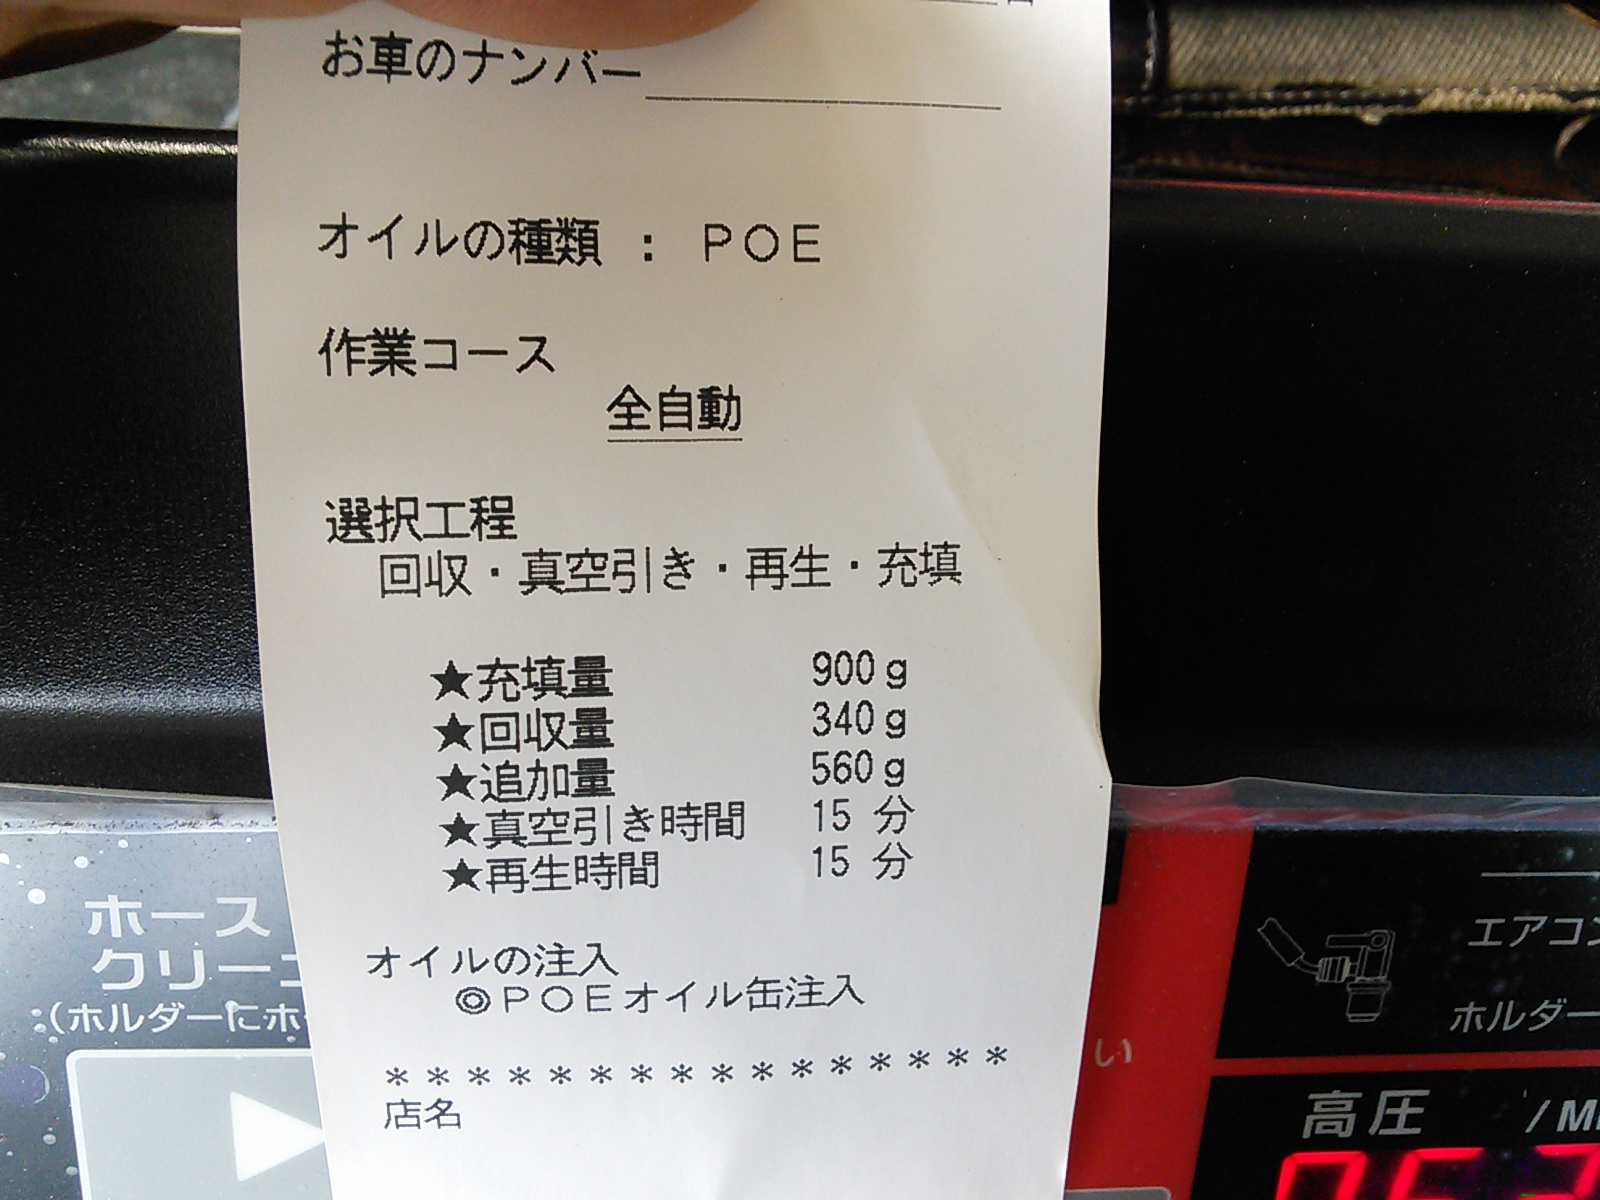 お車のナンバー
オイルの種類 : POE
作業コース
全自動
選択工程
回収・真空引き・再生・充填
★充填量 900g
★回収量 340g
★追加量 560g
★真空引き時間 15 分
★再生時間 15 分
オイルの注入
◎POEオイル缶注入
****************
店名
ホース
クリー
(ホルダーにホ
エアコン
ホルダー
い
高圧 /M